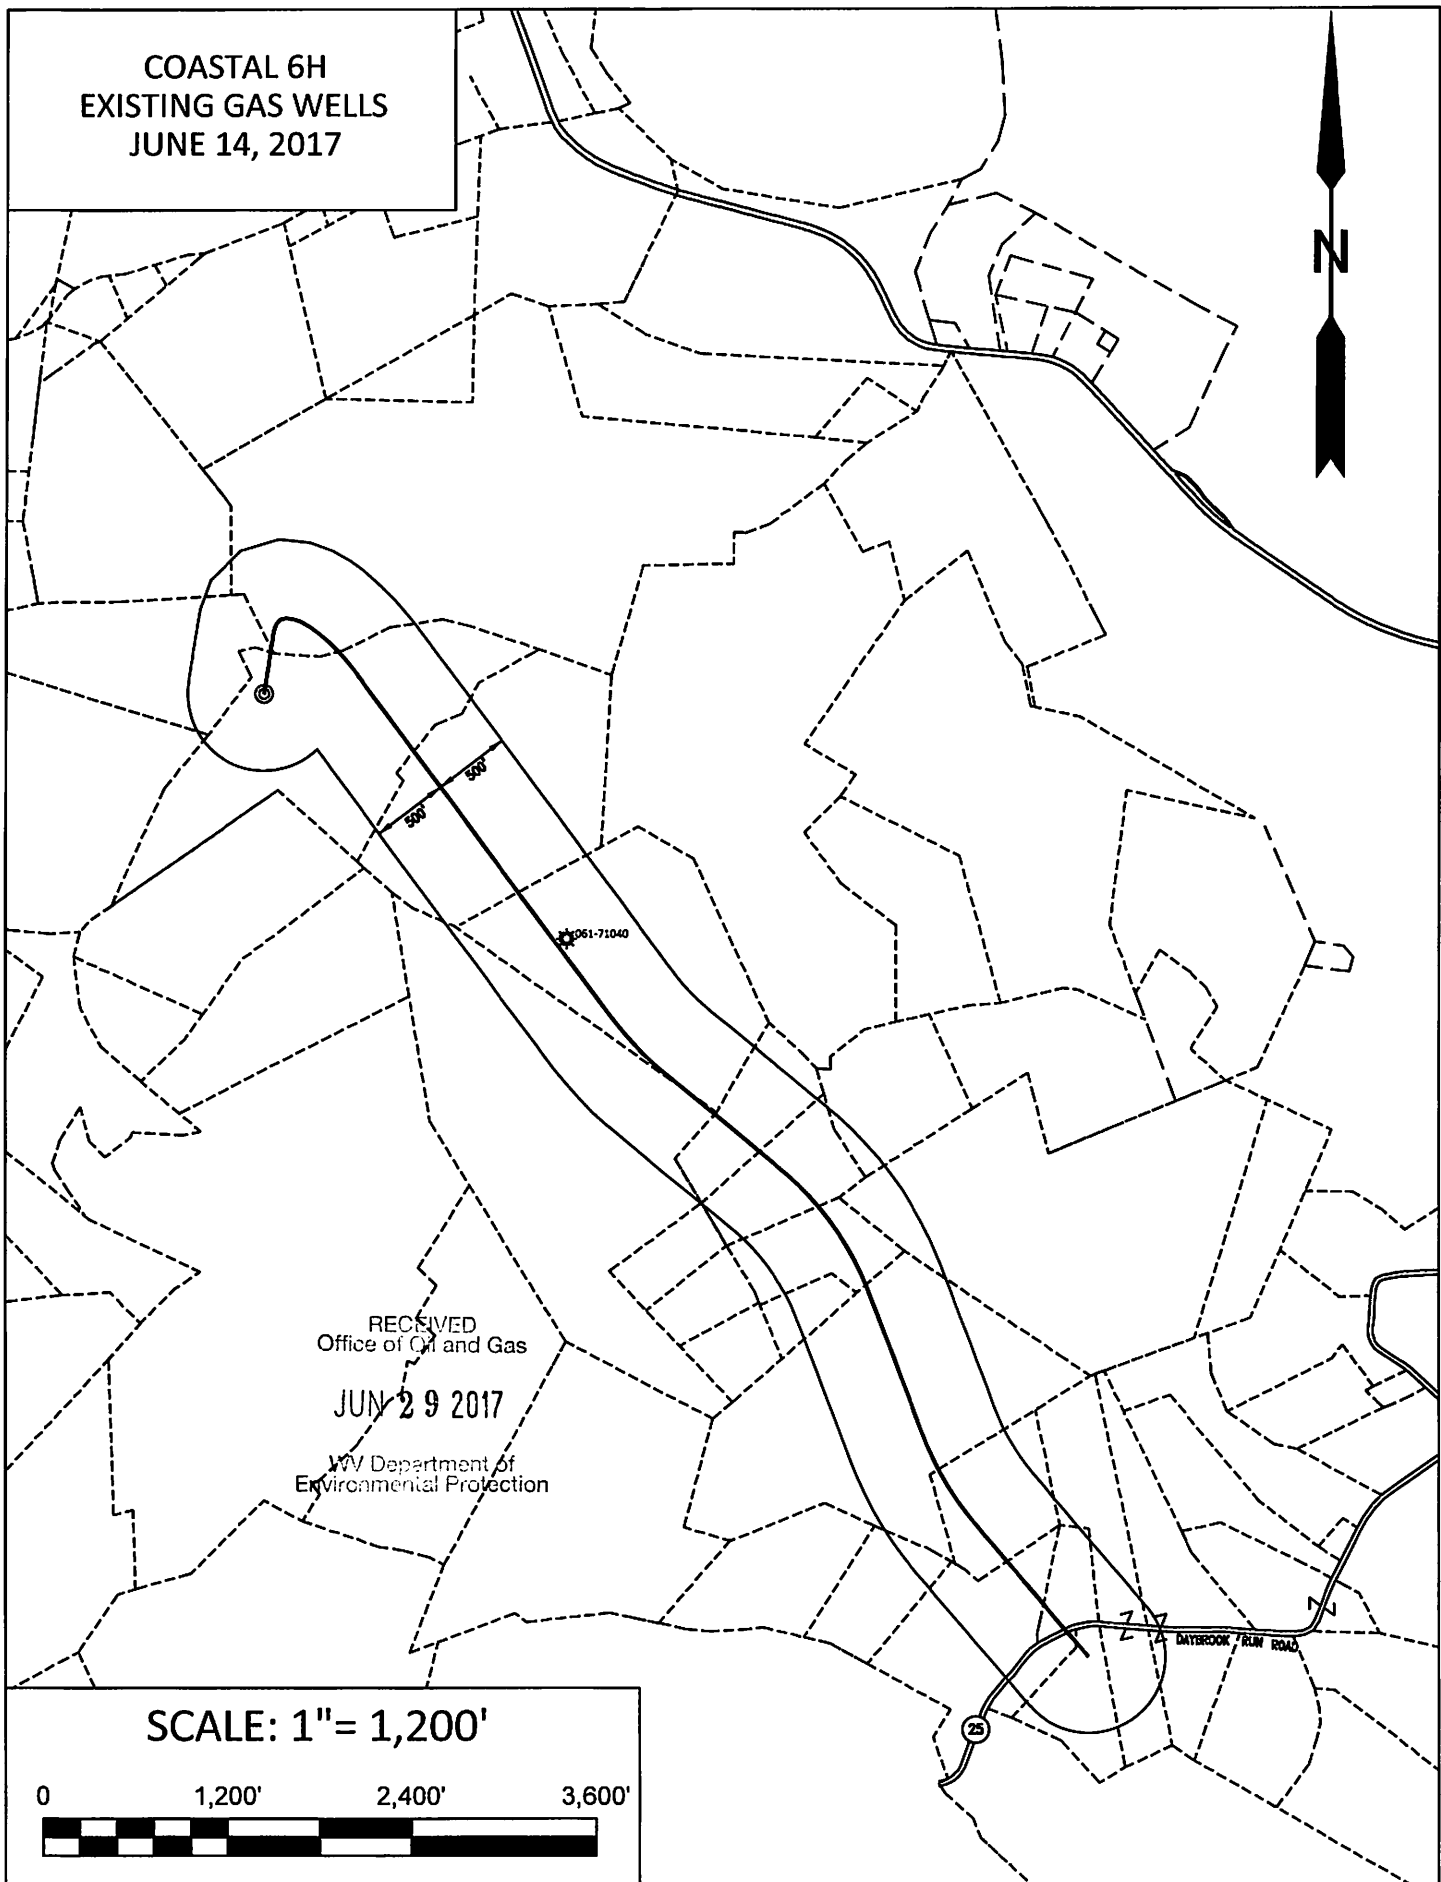 COASTAL 6H
EXISTING GAS WELLS
JUNE 14, 2017
N
500'
500'
061-71040
RECEIVED
Office of Oil and Gas
JUN 29 2017
WV Department of
Environmental Protection
DAYBROOK RUN ROAD
25
SCALE: 1"= 1,200'
0 1,200' 2,400' 3,600'